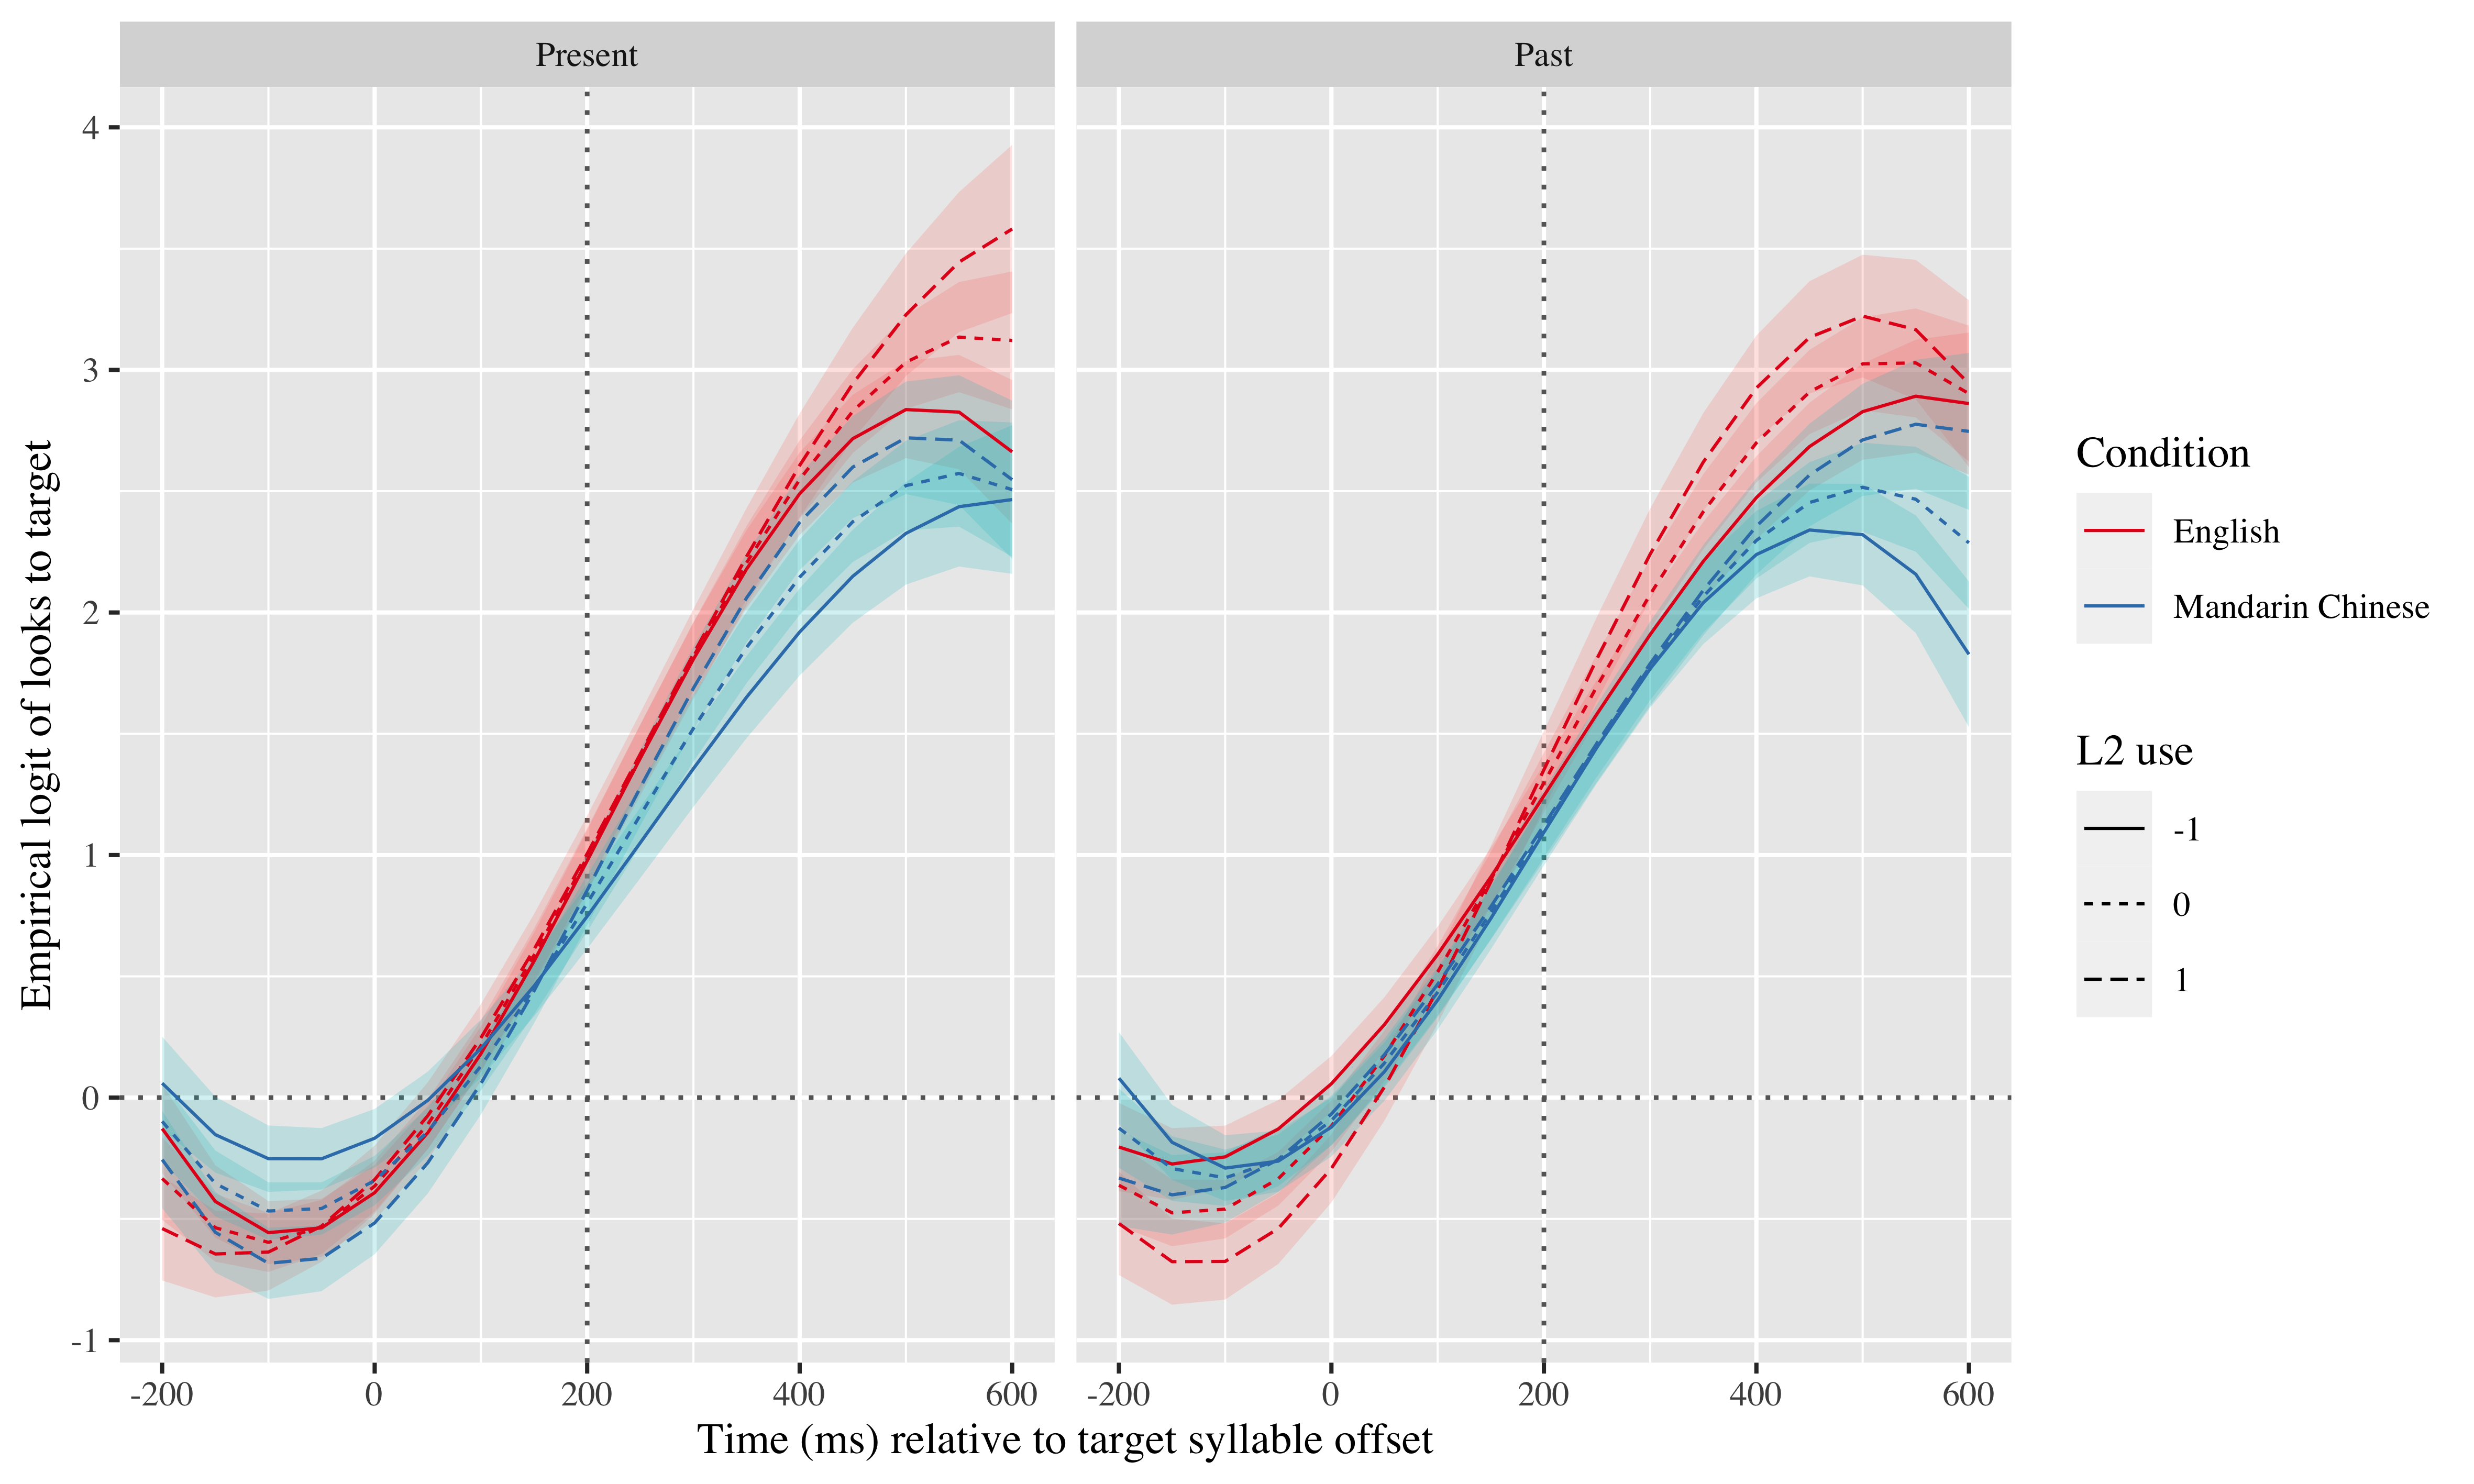 Present
Past
4
3
2
1
0
-1
Empirical logit of looks to target
-200 0 200 400 600
-200 0 200 400 600
Time (ms) relative to target syllable offset
Condition
English
Mandarin Chinese
L2 use
-1
0
1